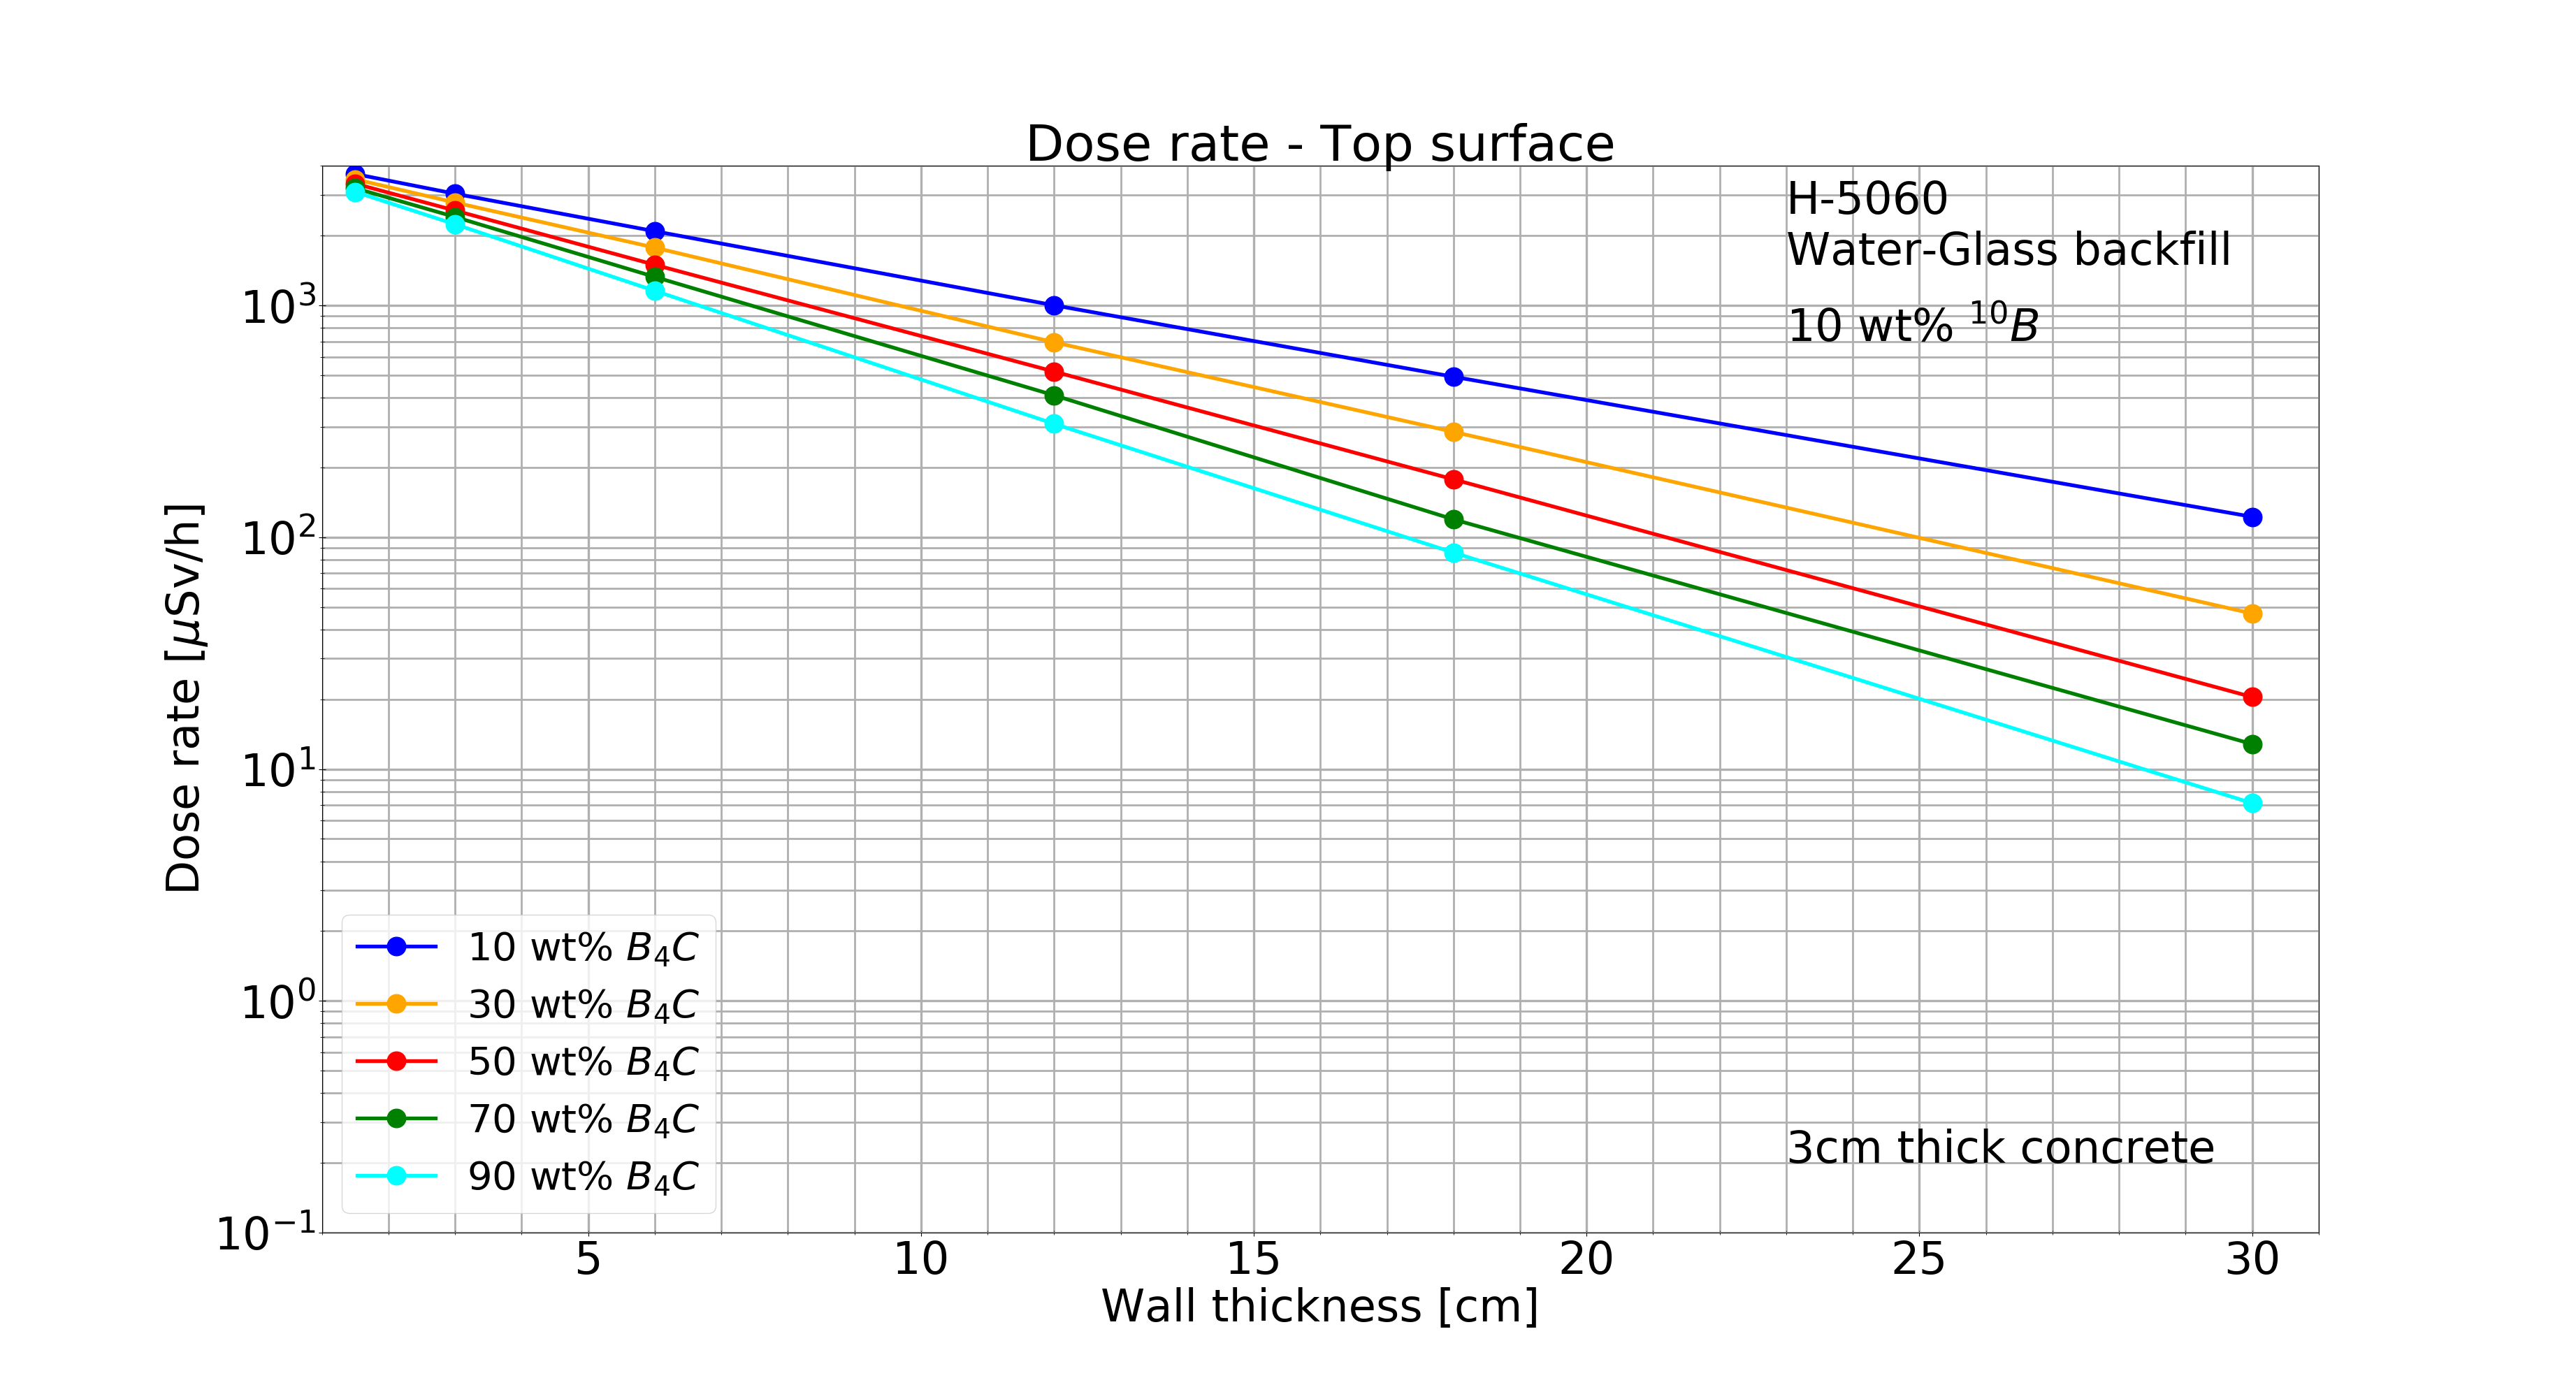 Dose rate - Top surface
H-5060
Water-Glass backfill
10 wt% ¹⁰B
Dose rate [μSv/h]
10³
10²
10¹
10⁰
10⁻¹
10 wt% B₄C
30 wt% B₄C
50 wt% B₄C
70 wt% B₄C
90 wt% B₄C
3cm thick concrete
5 10 15 20 25 30
Wall thickness [cm]